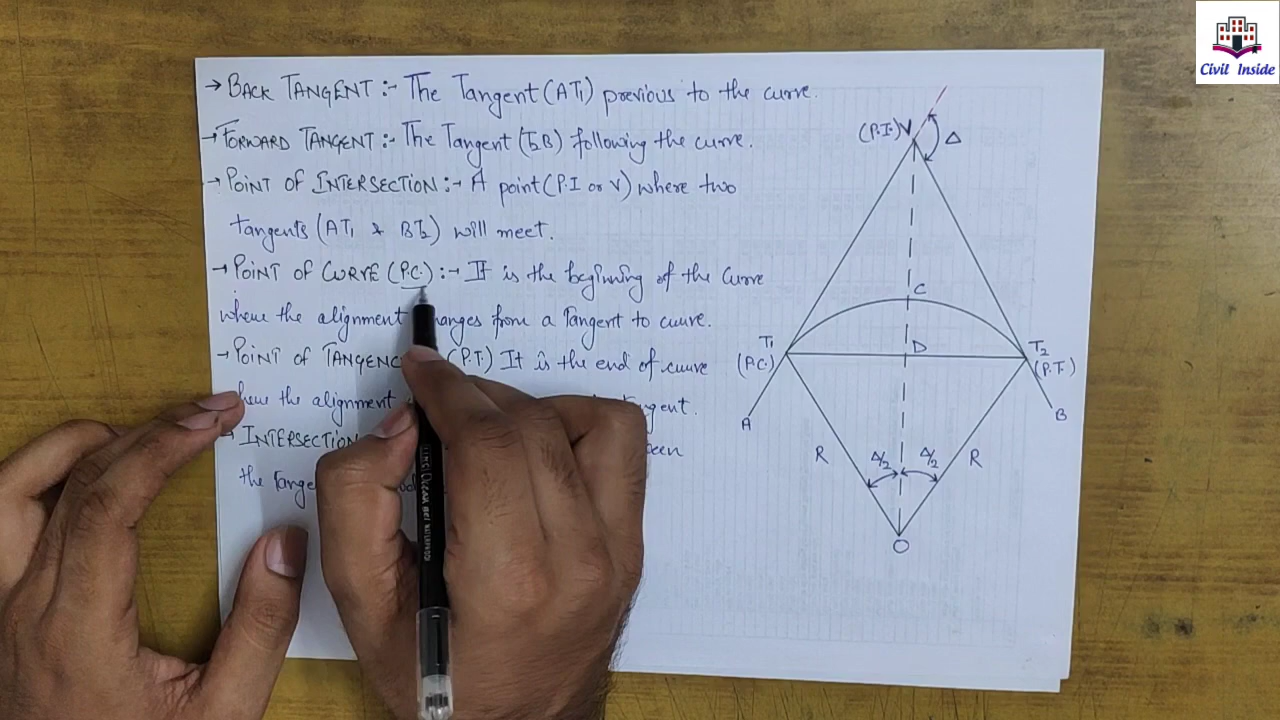 → BACK TANGENT :- The Tangent (AT1) previous to the curve.
→ FORWARD TANGENT :- The Tangent (T2B) following the curve.
→ POINT OF INTERSECTION :- A point (P.I or V) where two
tangents (AT1 & BT2) will meet.
→ POINT OF CURVE (P.C.) :- It is the beginning of the curve
where the alignment changes from a Tangent to curve.
→ POINT OF TANGENC (P.T.) It is the end of curve
the alignment
→ INTERSECTION
the
(P.I.) V
Δ
C
T1
(P.C.)
D
T2
(P.T.)
A
B
R
Δ/2
Δ/2
R
O
Civil Inside